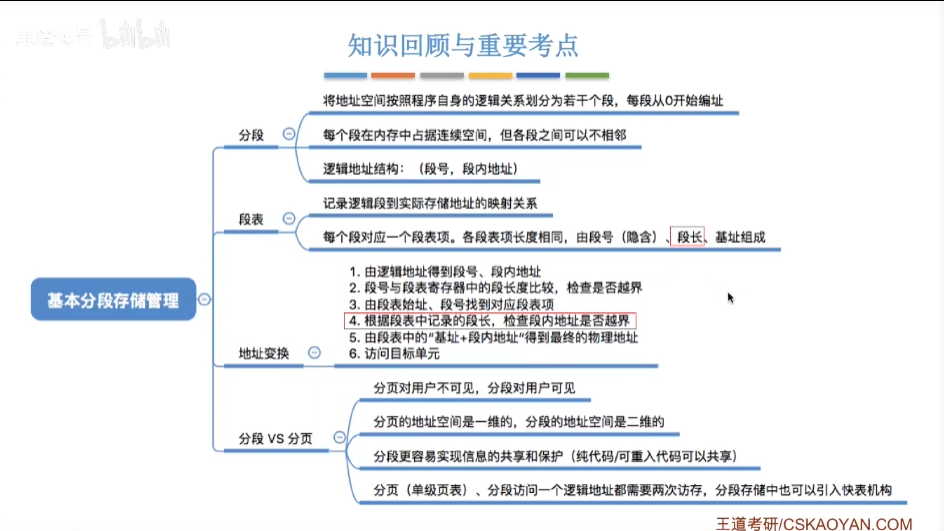 bilibili
知识回顾与重要考点
将地址空间按照程序自身的逻辑关系划分为若干个段，每段从0开始编址
分段
每个段在内存中占据连续空间，但各段之间可以不相邻
逻辑地址结构：（段号，段内地址）
记录逻辑段到实际存储地址的映射关系
段表
每个段对应一个段表项。各段表项长度相同，由段号（隐含）、段长、基址组成
基本分段存储管理
1. 由逻辑地址得到段号、段内地址
2. 段号与段表寄存器中的段长度比较，检查是否越界
3. 由段表始址、段号找到对应段表项
4. 根据段表中记录的段长，检查段内地址是否越界
地址变换
5. 由段表中的“基址+段内地址”得到最终的物理地址
6. 访问目标单元
分页对用户不可见，分段对用户可见
分页的地址空间是一维的，分段的地址空间是二维的
分段 VS 分页
分段更容易实现信息的共享和保护（纯代码/可重入代码可以共享）
分页（单级页表）、分段访问一个逻辑地址都需要两次访存，分段存储中也可以引入快表机构
王道考研/CSKAOYAN.COM